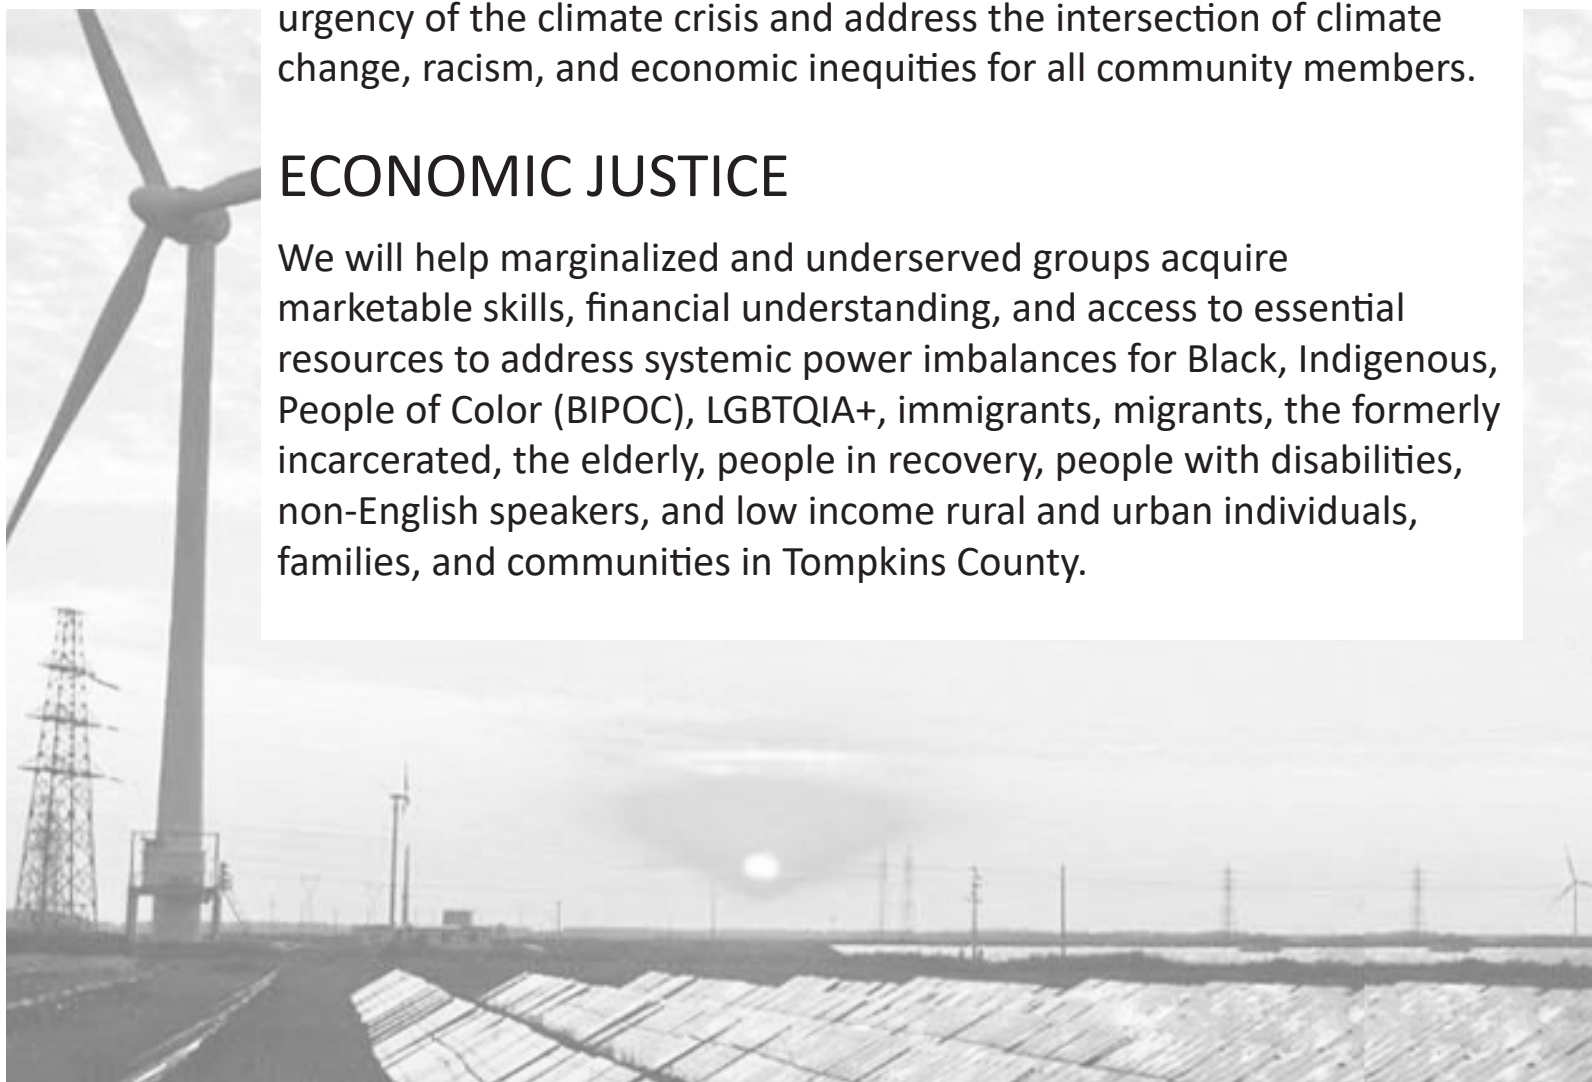 urgency of the climate crisis and address the intersection of climate
change, racism, and economic inequities for all community members.
ECONOMIC JUSTICE
We will help marginalized and underserved groups acquire
marketable skills, financial understanding, and access to essential
resources to address systemic power imbalances for Black, Indigenous,
People of Color (BIPOC), LGBTQIA+, immigrants, migrants, the formerly
incarcerated, the elderly, people in recovery, people with disabilities,
non-English speakers, and low income rural and urban individuals,
families, and communities in Tompkins County.